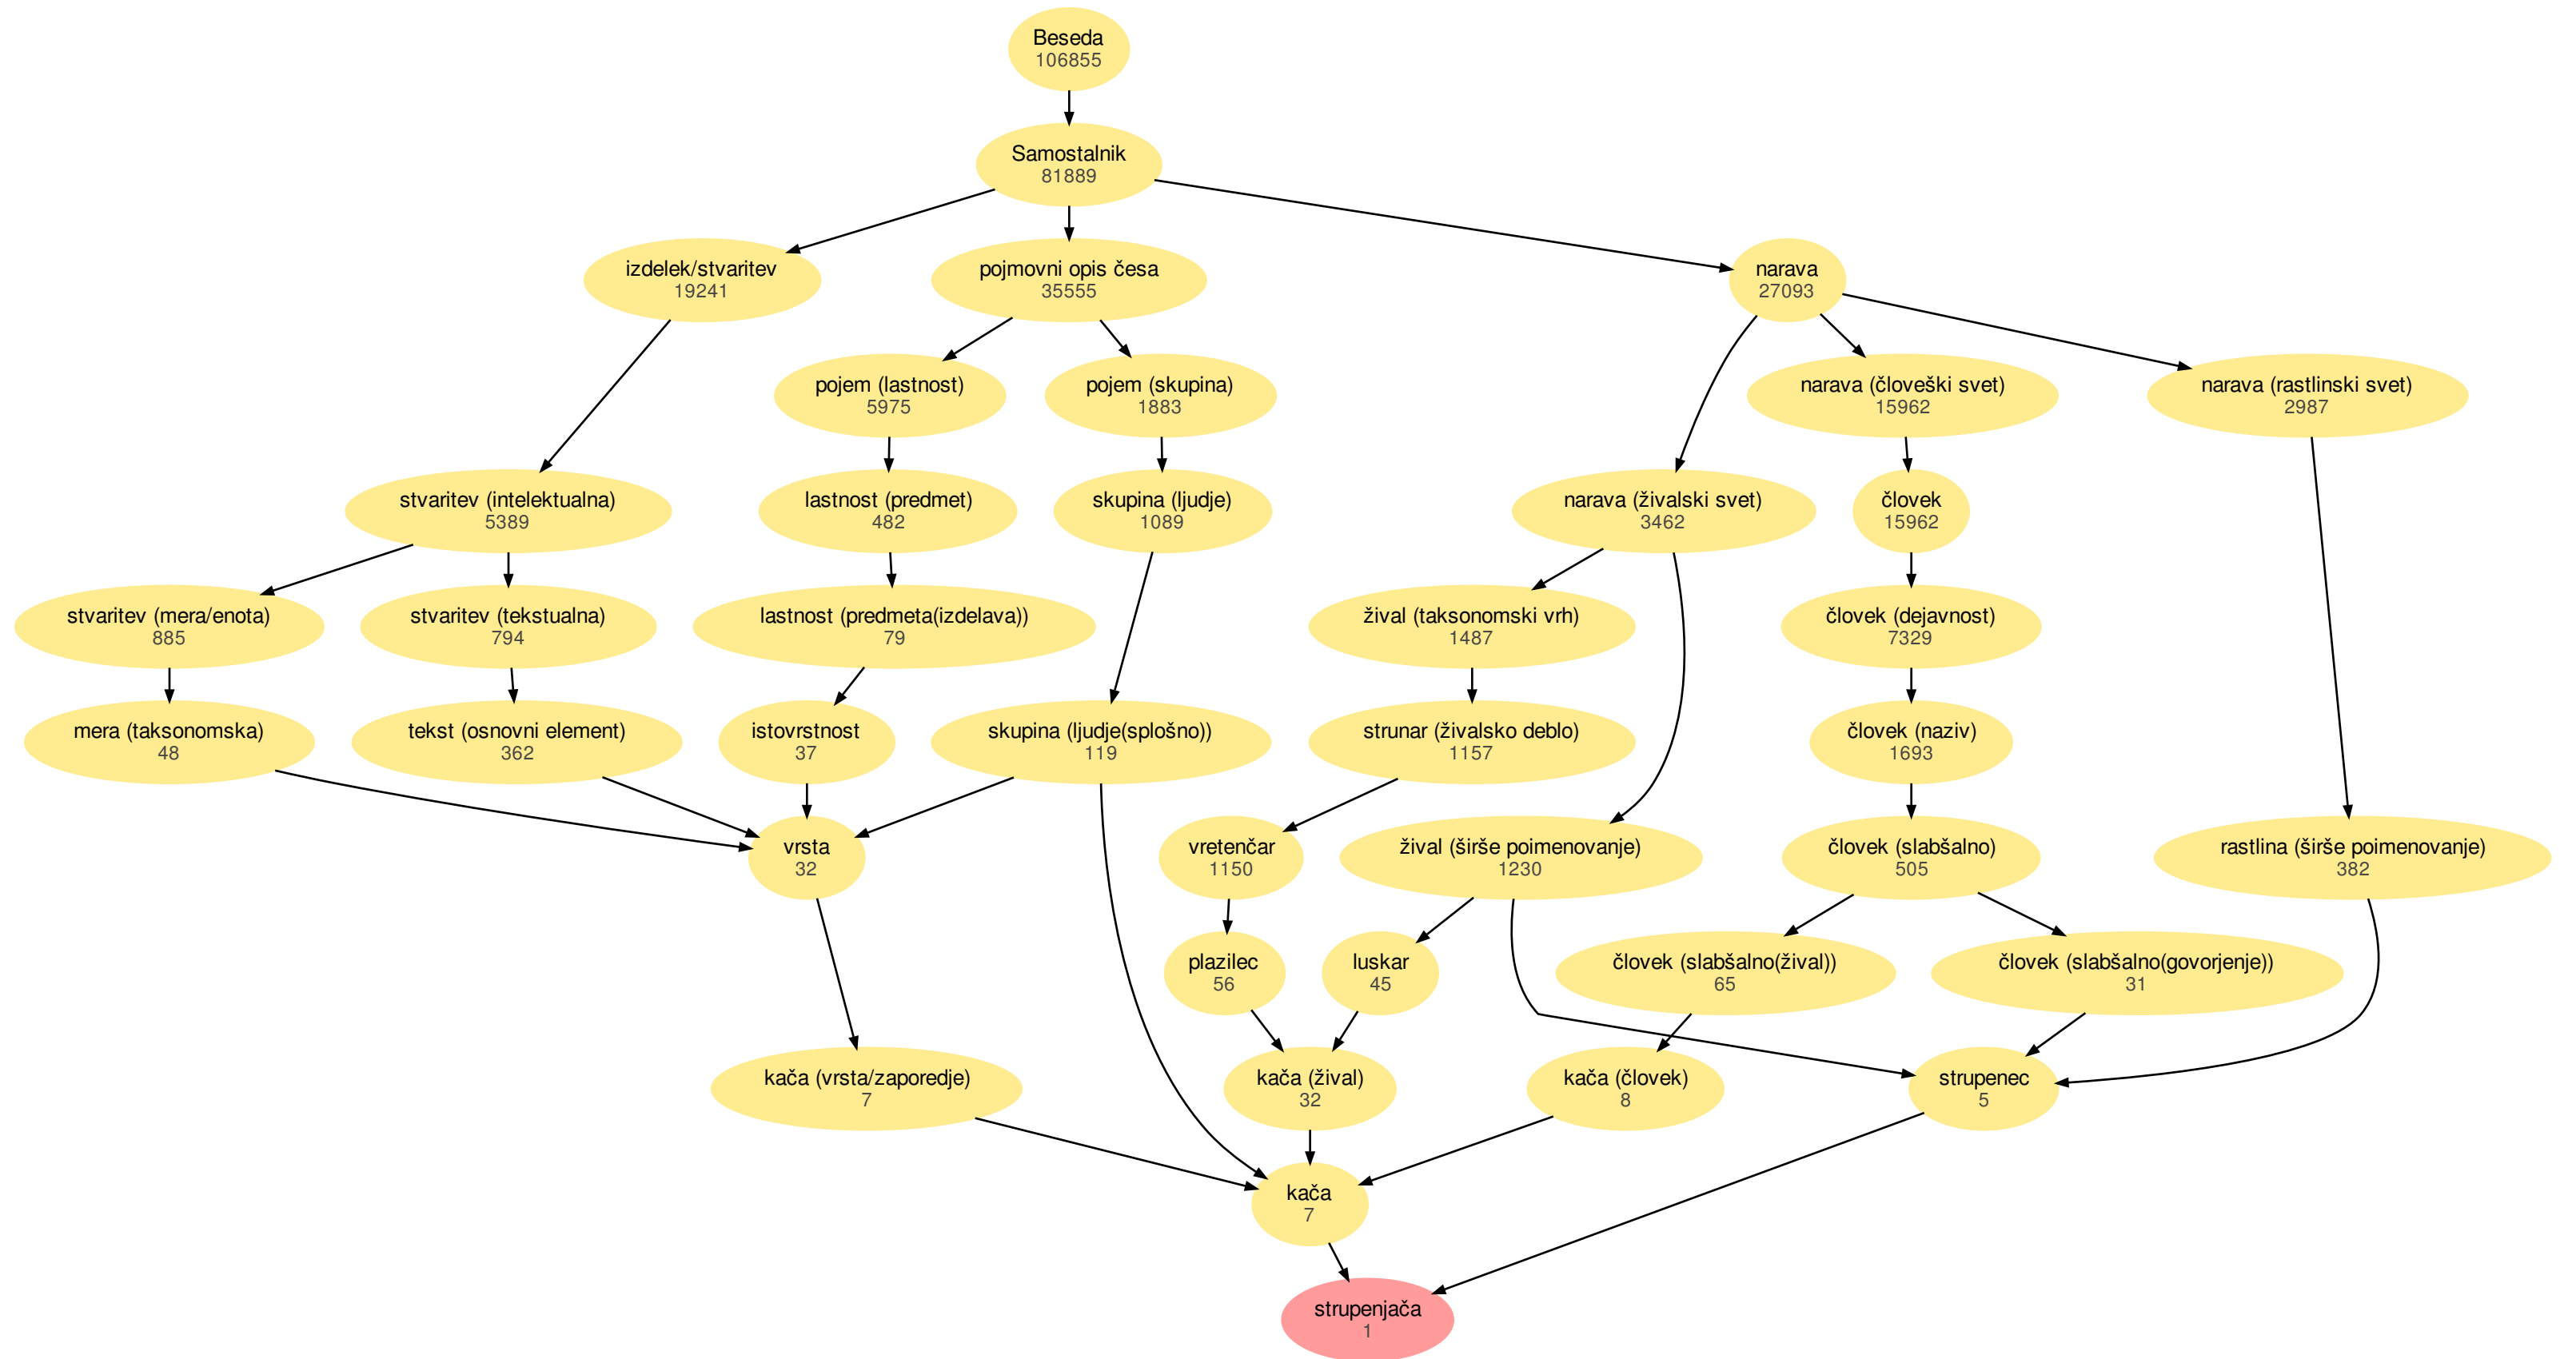 Beseda
106855
Samostalnik
81889
izdelek/stvaritev
19241
pojmovni opis česa
35555
narava
27093
pojem (lastnost)
5975
pojem (skupina)
1883
narava (človeški svet)
15962
narava (rastlinski svet)
2987
stvaritev (intelektualna)
5389
lastnost (predmet)
482
skupina (ljudje)
1089
narava (živalski svet)
3462
človek
15962
stvaritev (mera/enota)
885
stvaritev (tekstualna)
794
lastnost (predmeta(izdelava))
79
žival (taksonomski vrh)
1487
človek (dejavnost)
7329
mera (taksonomska)
48
tekst (osnovni element)
362
istovrstnost
37
skupina (ljudje(splošno))
119
strunar (živalsko deblo)
1157
človek (naziv)
1693
vrsta
32
vretenčar
1150
žival (širše poimenovanje)
1230
človek (slabšalno)
505
rastlina (širše poimenovanje)
382
plazilec
56
luskar
45
človek (slabšalno(žival))
65
človek (slabšalno(govorjenje))
31
kača (vrsta/zaporedje)
7
kača (žival)
32
kača (človek)
8
strupenec
5
kača
7
strupenjača
1